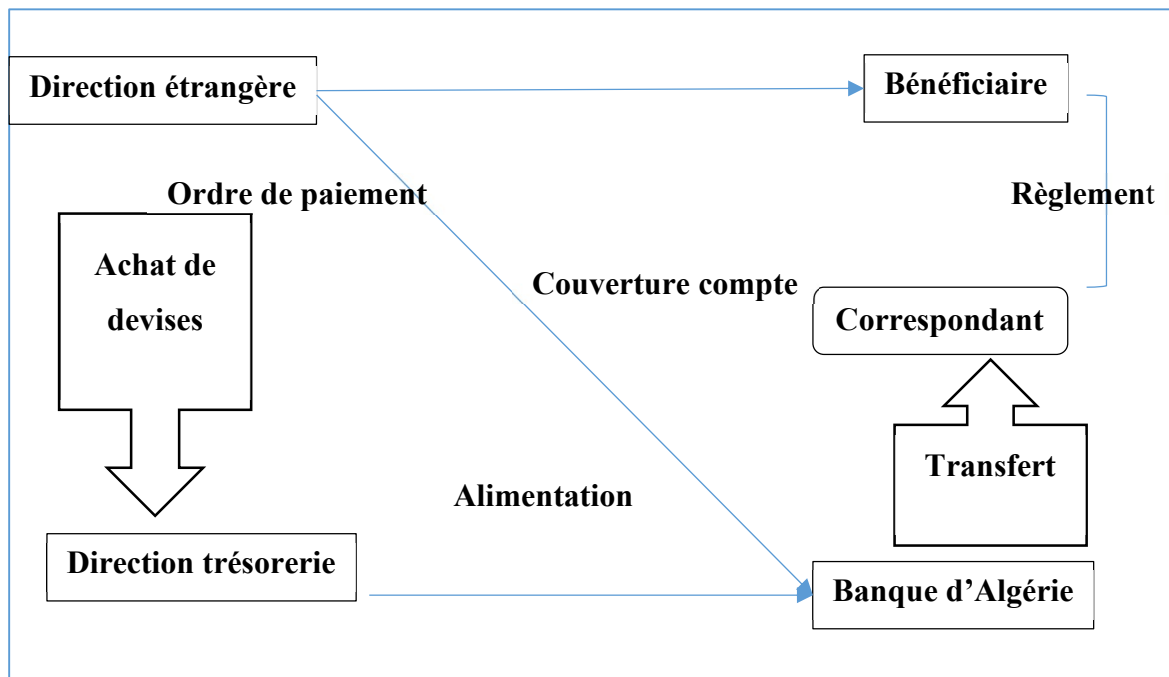 Direction étrangère
Bénéficiaire
Ordre de paiement
Règlement
Achat de
devises
Couverture compte
Correspondant
Transfert
Alimentation
Direction trésorerie
Banque d’Algérie